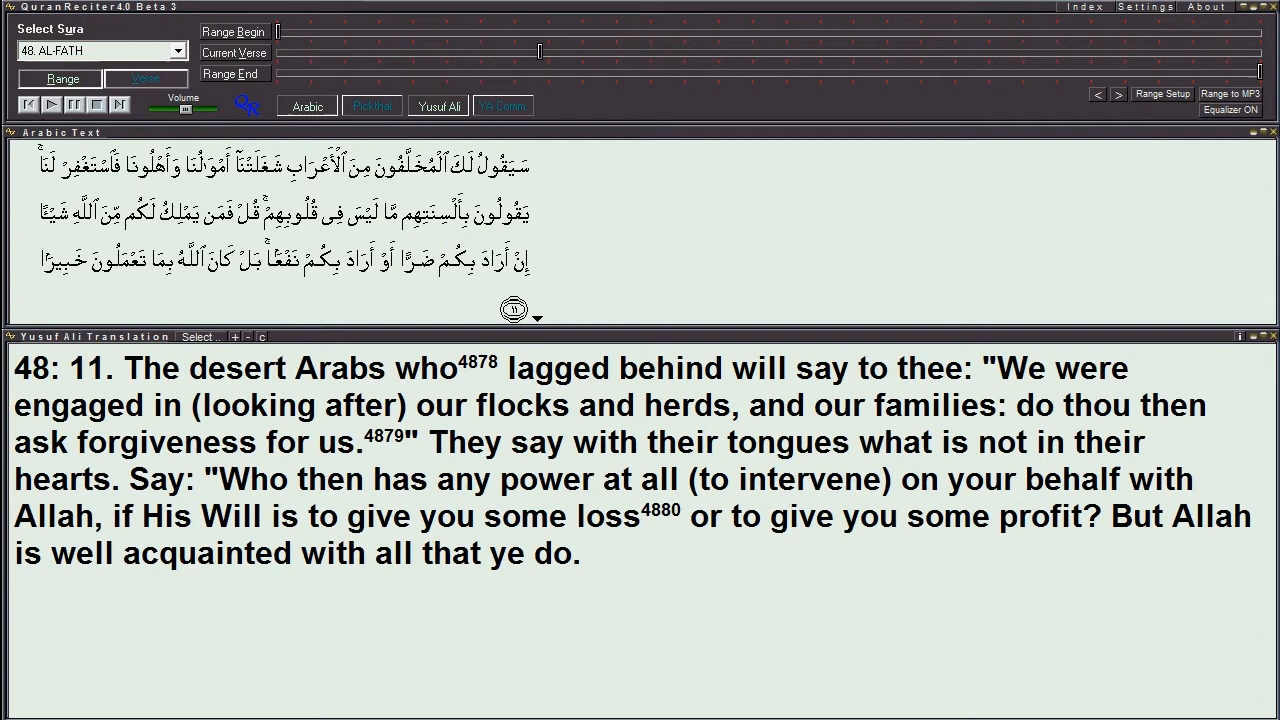 QuranReciter4.0 Beta 3
Index Settings About
Select Sura
48. AL-FATH
Range Verse
Range Begin
Current Verse
Range End
Volume
QR
Arabic Pickthal Yusuf Ali YA Comm.
< > Range Setup Range to MP3
Equalizer ON
Arabic Text
سَيَقُولُ لَكَ ٱلْمُخَلَّفُونَ مِنَ ٱلْأَعْرَابِ شَغَلَتْنَآ أَمْوَٰلُنَا وَأَهْلُونَا فَٱسْتَغْفِرْ لَنَا ۚ
يَقُولُونَ بِأَلْسِنَتِهِم مَّا لَيْسَ فِى قُلُوبِهِمْ ۚ قُلْ فَمَن يَمْلِكُ لَكُم مِّنَ ٱللَّهِ شَيْـًٔا
إِنْ أَرَادَ بِكُمْ ضَرًّا أَوْ أَرَادَ بِكُمْ نَفْعًۢا ۚ بَلْ كَانَ ٱللَّهُ بِمَا تَعْمَلُونَ خَبِيرًۢا
١١
Yusuf Ali Translation Select .. + - c i
48: 11. The desert Arabs who4878 lagged behind will say to thee: "We were
engaged in (looking after) our flocks and herds, and our families: do thou then
ask forgiveness for us.4879" They say with their tongues what is not in their
hearts. Say: "Who then has any power at all (to intervene) on your behalf with
Allah, if His Will is to give you some loss4880 or to give you some profit? But Allah
is well acquainted with all that ye do.